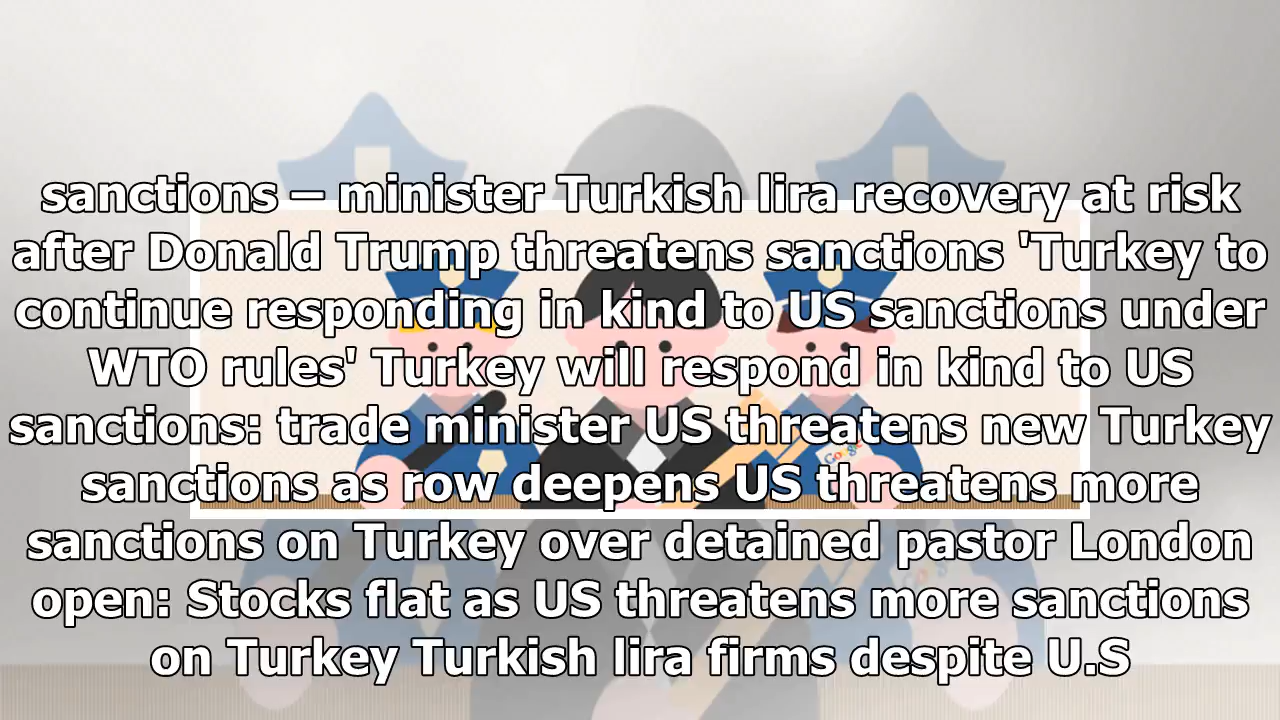 sanctions – minister Turkish lira recovery at risk
after Donald Trump threatens sanctions 'Turkey to
continue responding in kind to US sanctions under
WTO rules' Turkey will respond in kind to US
sanctions: trade minister US threatens new Turkey
sanctions as row deepens US threatens more
sanctions on Turkey over detained pastor London
open: Stocks flat as US threatens more sanctions
on Turkey Turkish lira firms despite U.S
Google